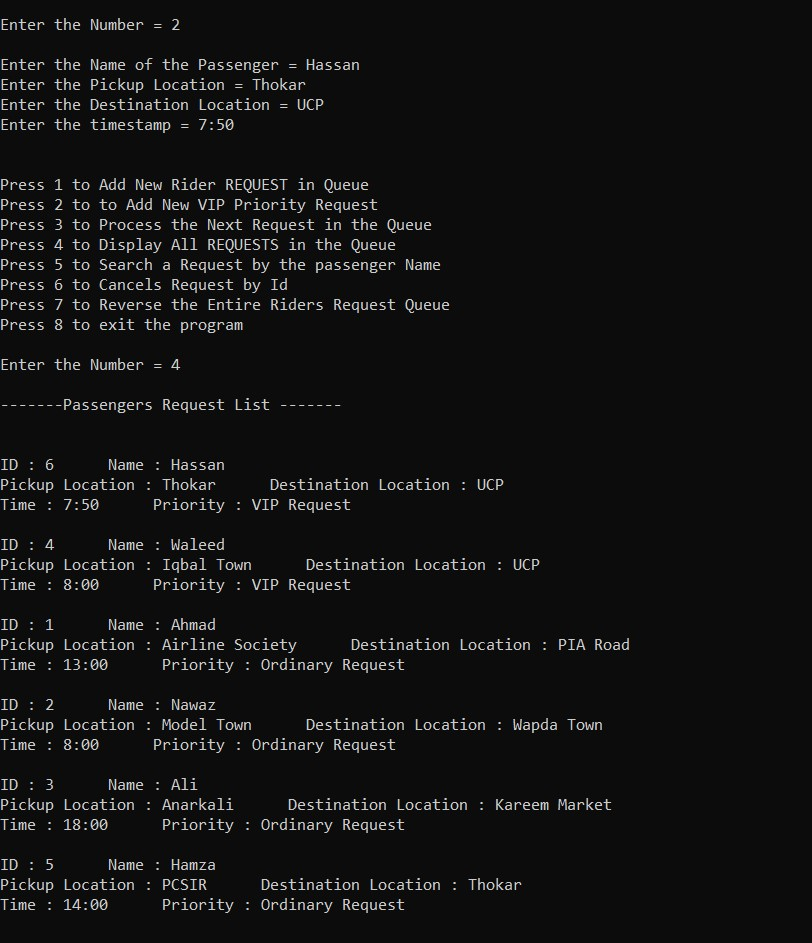 Enter the Number = 2
Enter the Name of the Passenger = Hassan
Enter the Pickup Location = Thokar
Enter the Destination Location = UCP
Enter the timestamp = 7:50
Press 1 to Add New Rider REQUEST in Queue
Press 2 to to Add New VIP Priority Request
Press 3 to Process the Next Request in the Queue
Press 4 to Display All REQUESTS in the Queue
Press 5 to Search a Request by the passenger Name
Press 6 to Cancels Request by Id
Press 7 to Reverse the Entire Riders Request Queue
Press 8 to exit the program
Enter the Number = 4
-------Passengers Request List -------
ID : 6      Name : Hassan
Pickup Location : Thokar      Destination Location : UCP
Time : 7:50      Priority : VIP Request
ID : 4      Name : Waleed
Pickup Location : Iqbal Town      Destination Location : UCP
Time : 8:00      Priority : VIP Request
ID : 1      Name : Ahmad
Pickup Location : Airline Society      Destination Location : PIA Road
Time : 13:00      Priority : Ordinary Request
ID : 2      Name : Nawaz
Pickup Location : Model Town      Destination Location : Wapda Town
Time : 8:00      Priority : Ordinary Request
ID : 3      Name : Ali
Pickup Location : Anarkali      Destination Location : Kareem Market
Time : 18:00      Priority : Ordinary Request
ID : 5      Name : Hamza
Pickup Location : PCSIR      Destination Location : Thokar
Time : 14:00      Priority : Ordinary Request